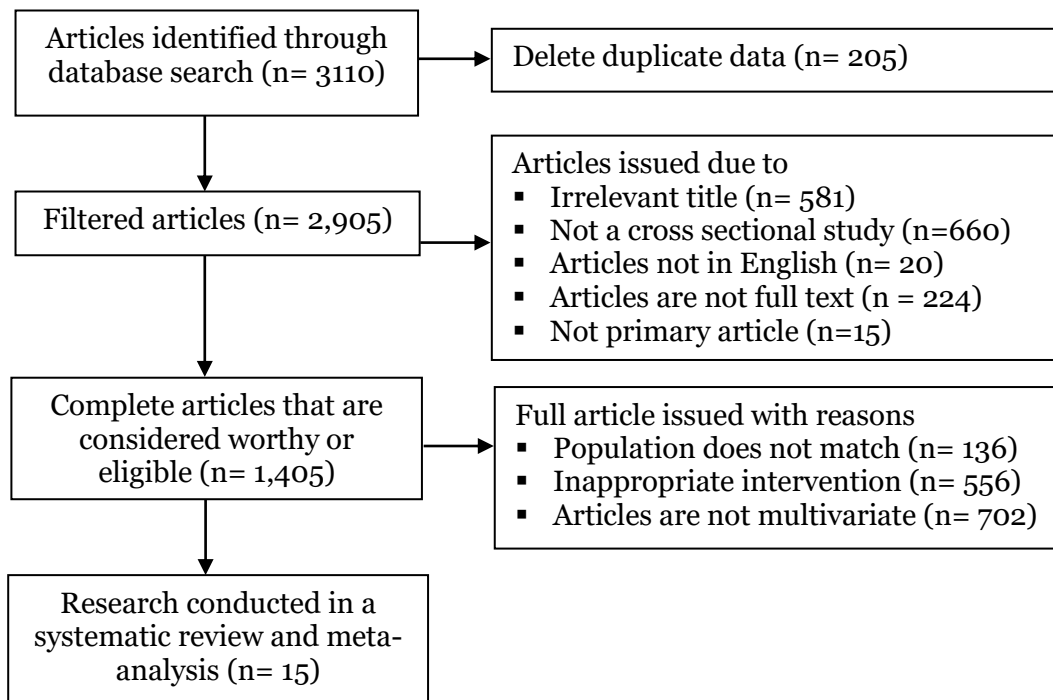 Articles identified through
database search (n= 3110)
Delete duplicate data (n= 205)
Filtered articles (n= 2,905)
Articles issued due to
▪ Irrelevant title (n= 581)
▪ Not a cross sectional study (n=660)
▪ Articles not in English (n= 20)
▪ Articles are not full text (n = 224)
▪ Not primary article (n=15)
Complete articles that are
considered worthy or
eligible (n= 1,405)
Full article issued with reasons
▪ Population does not match (n= 136)
▪ Inappropriate intervention (n= 556)
▪ Articles are not multivariate (n= 702)
Research conducted in a
systematic review and meta-
analysis (n= 15)